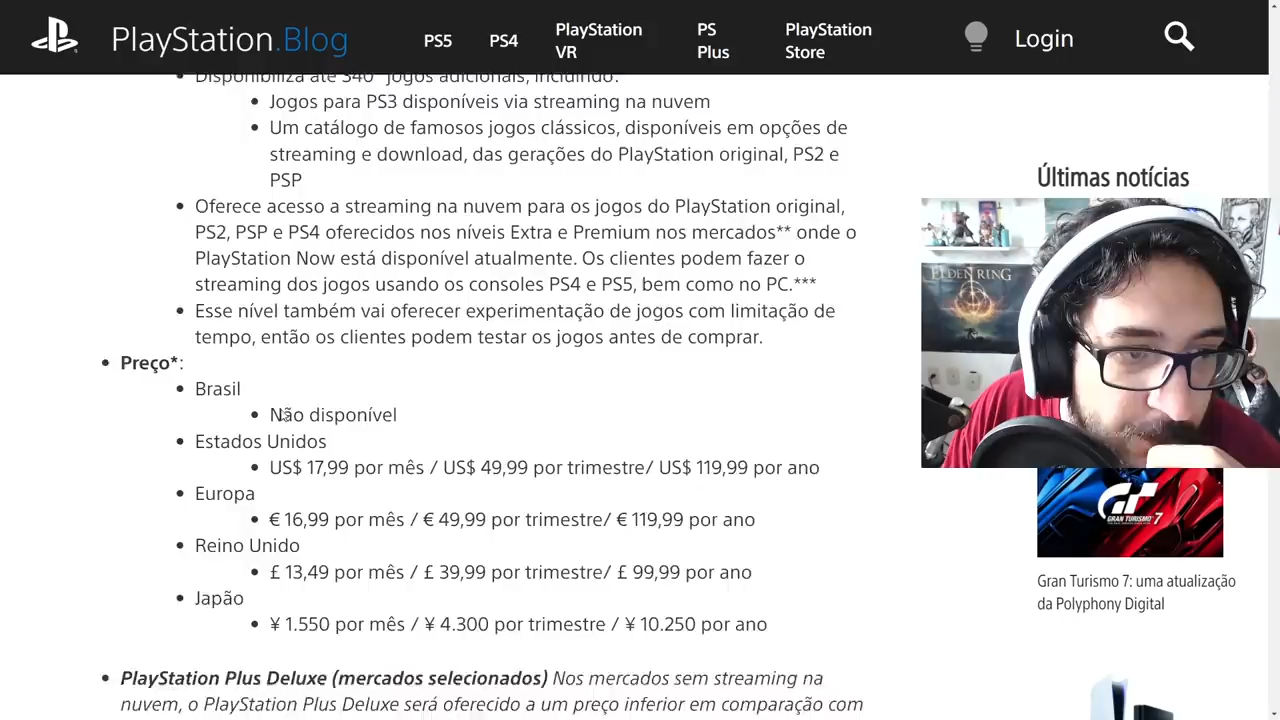 PlayStation.Blog
PS5
PS4
PlayStation
VR
PS
Plus
PlayStation
Store
Login
Disponibiliza até 340* jogos adicionais, incluindo:
Jogos para PS3 disponíveis via streaming na nuvem
Um catálogo de famosos jogos clássicos, disponíveis em opções de
streaming e download, das gerações do PlayStation original, PS2 e
PSP
Oferece acesso a streaming na nuvem para os jogos do PlayStation original,
PS2, PSP e PS4 oferecidos nos níveis Extra e Premium nos mercados** onde o
PlayStation Now está disponível atualmente. Os clientes podem fazer o
streaming dos jogos usando os consoles PS4 e PS5, bem como no PC.***
Esse nível também vai oferecer experimentação de jogos com limitação de
tempo, então os clientes podem testar os jogos antes de comprar.
Preço*:
Brasil
Não disponível
Estados Unidos
US$ 17,99 por mês / US$ 49,99 por trimestre/ US$ 119,99 por ano
Europa
€ 16,99 por mês / € 49,99 por trimestre/ € 119,99 por ano
Reino Unido
£ 13,49 por mês / £ 39,99 por trimestre/ £ 99,99 por ano
Japão
¥ 1.550 por mês / ¥ 4.300 por trimestre / ¥ 10.250 por ano
PlayStation Plus Deluxe (mercados selecionados) Nos mercados sem streaming na
nuvem, o PlayStation Plus Deluxe será oferecido a um preço inferior em comparação com
Últimas notícias
ELDEN RING
GRAN TURISMO 7
Gran Turismo 7: uma atualização
da Polyphony Digital